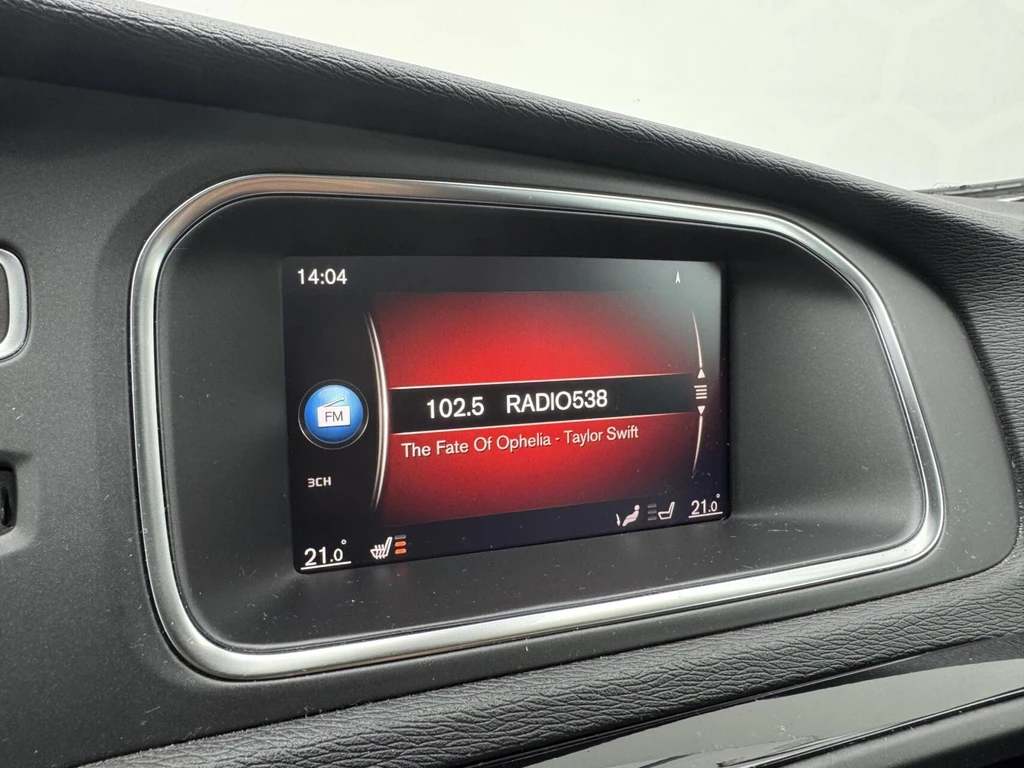 14:04
FM
102.5 RADIO538
The Fate Of Ophelia - Taylor Swift
3CH
21.0° 21.0°